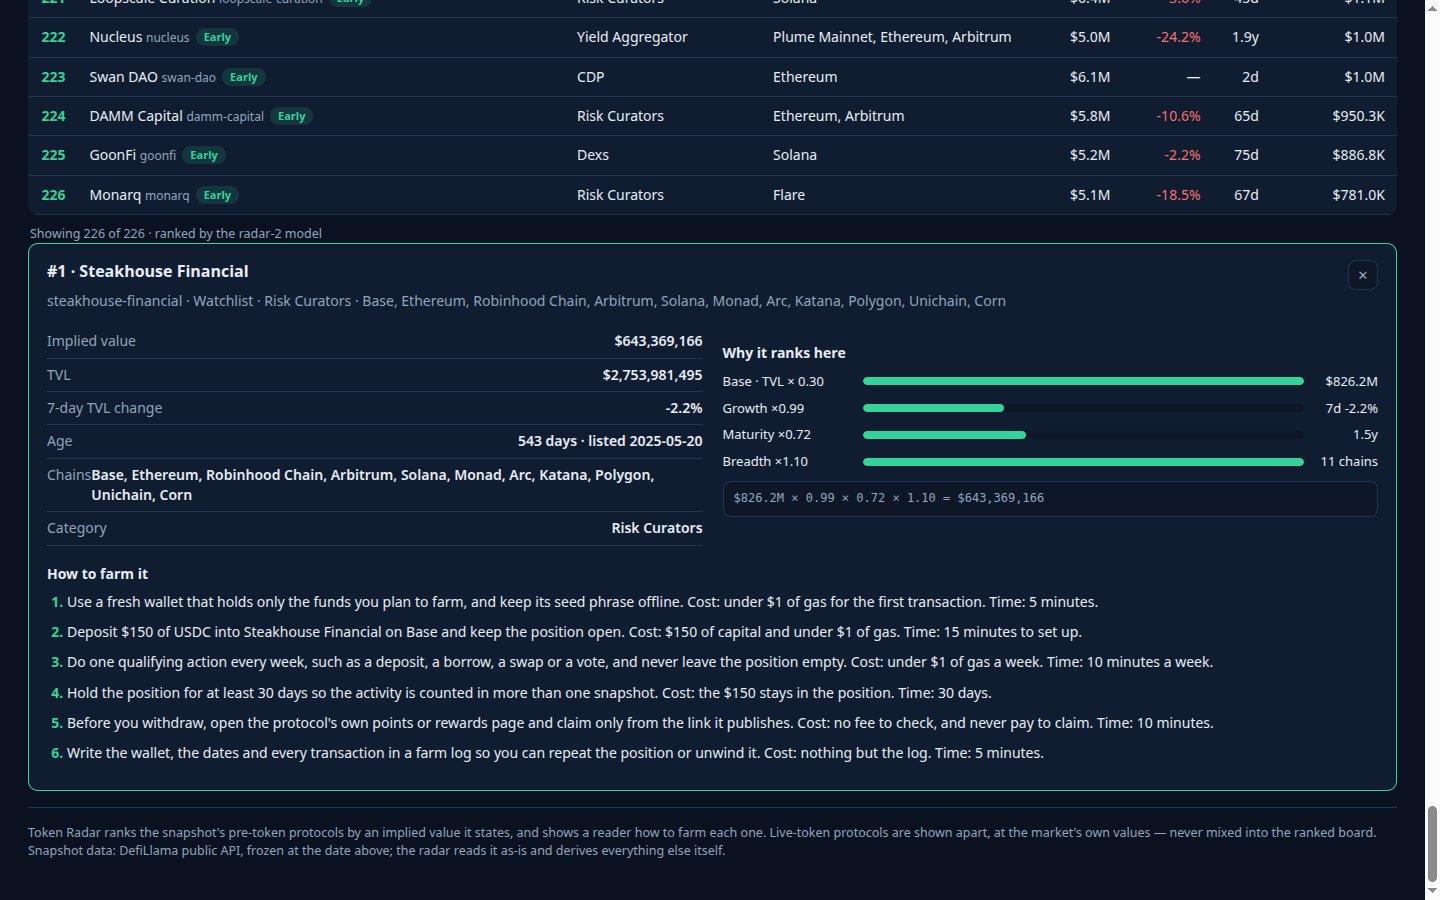 221 Loopscale Curation loopscale-curation Early Risk Curators Solana $6.4M -5.6% 45d $1.1M
222 Nucleus nucleus Early Yield Aggregator Plume Mainnet, Ethereum, Arbitrum $5.0M -24.2% 1.9y $1.0M
223 Swan DAO swan-dao Early CDP Ethereum $6.1M — 2d $1.0M
224 DAMM Capital damm-capital Early Risk Curators Ethereum, Arbitrum $5.8M -10.6% 65d $950.3K
225 GoonFi goonfi Early Dexs Solana $5.2M -2.2% 75d $886.8K
226 Monarq monarq Early Risk Curators Flare $5.1M -18.5% 67d $781.0K
Showing 226 of 226 · ranked by the radar-2 model
#1 · Steakhouse Financial
×
steakhouse-financial · Watchlist · Risk Curators · Base, Ethereum, Robinhood Chain, Arbitrum, Solana, Monad, Arc, Katana, Polygon, Unichain, Corn
Implied value $643,369,166
TVL $2,753,981,495
7-day TVL change -2.2%
Age 543 days · listed 2025-05-20
Chains Base, Ethereum, Robinhood Chain, Arbitrum, Solana, Monad, Arc, Katana, Polygon,
Unichain, Corn
Category Risk Curators
Why it ranks here
Base · TVL × 0.30 $826.2M
Growth ×0.99 7d -2.2%
Maturity ×0.72 1.5y
Breadth ×1.10 11 chains
$826.2M × 0.99 × 0.72 × 1.10 = $643,369,166
How to farm it
1. Use a fresh wallet that holds only the funds you plan to farm, and keep its seed phrase offline. Cost: under $1 of gas for the first transaction. Time: 5 minutes.
2. Deposit $150 of USDC into Steakhouse Financial on Base and keep the position open. Cost: $150 of capital and under $1 of gas. Time: 15 minutes to set up.
3. Do one qualifying action every week, such as a deposit, a borrow, a swap or a vote, and never leave the position empty. Cost: under $1 of gas a week. Time: 10 minutes a week.
4. Hold the position for at least 30 days so the activity is counted in more than one snapshot. Cost: the $150 stays in the position. Time: 30 days.
5. Before you withdraw, open the protocol's own points or rewards page and claim only from the link it publishes. Cost: no fee to check, and never pay to claim. Time: 10 minutes.
6. Write the wallet, the dates and every transaction in a farm log so you can repeat the position or unwind it. Cost: nothing but the log. Time: 5 minutes.
Token Radar ranks the snapshot's pre-token protocols by an implied value it states, and shows a reader how to farm each one. Live-token protocols are shown apart, at the market's own values — never mixed into the ranked board.
Snapshot data: DefiLlama public API, frozen at the date above; the radar reads it as-is and derives everything else itself.